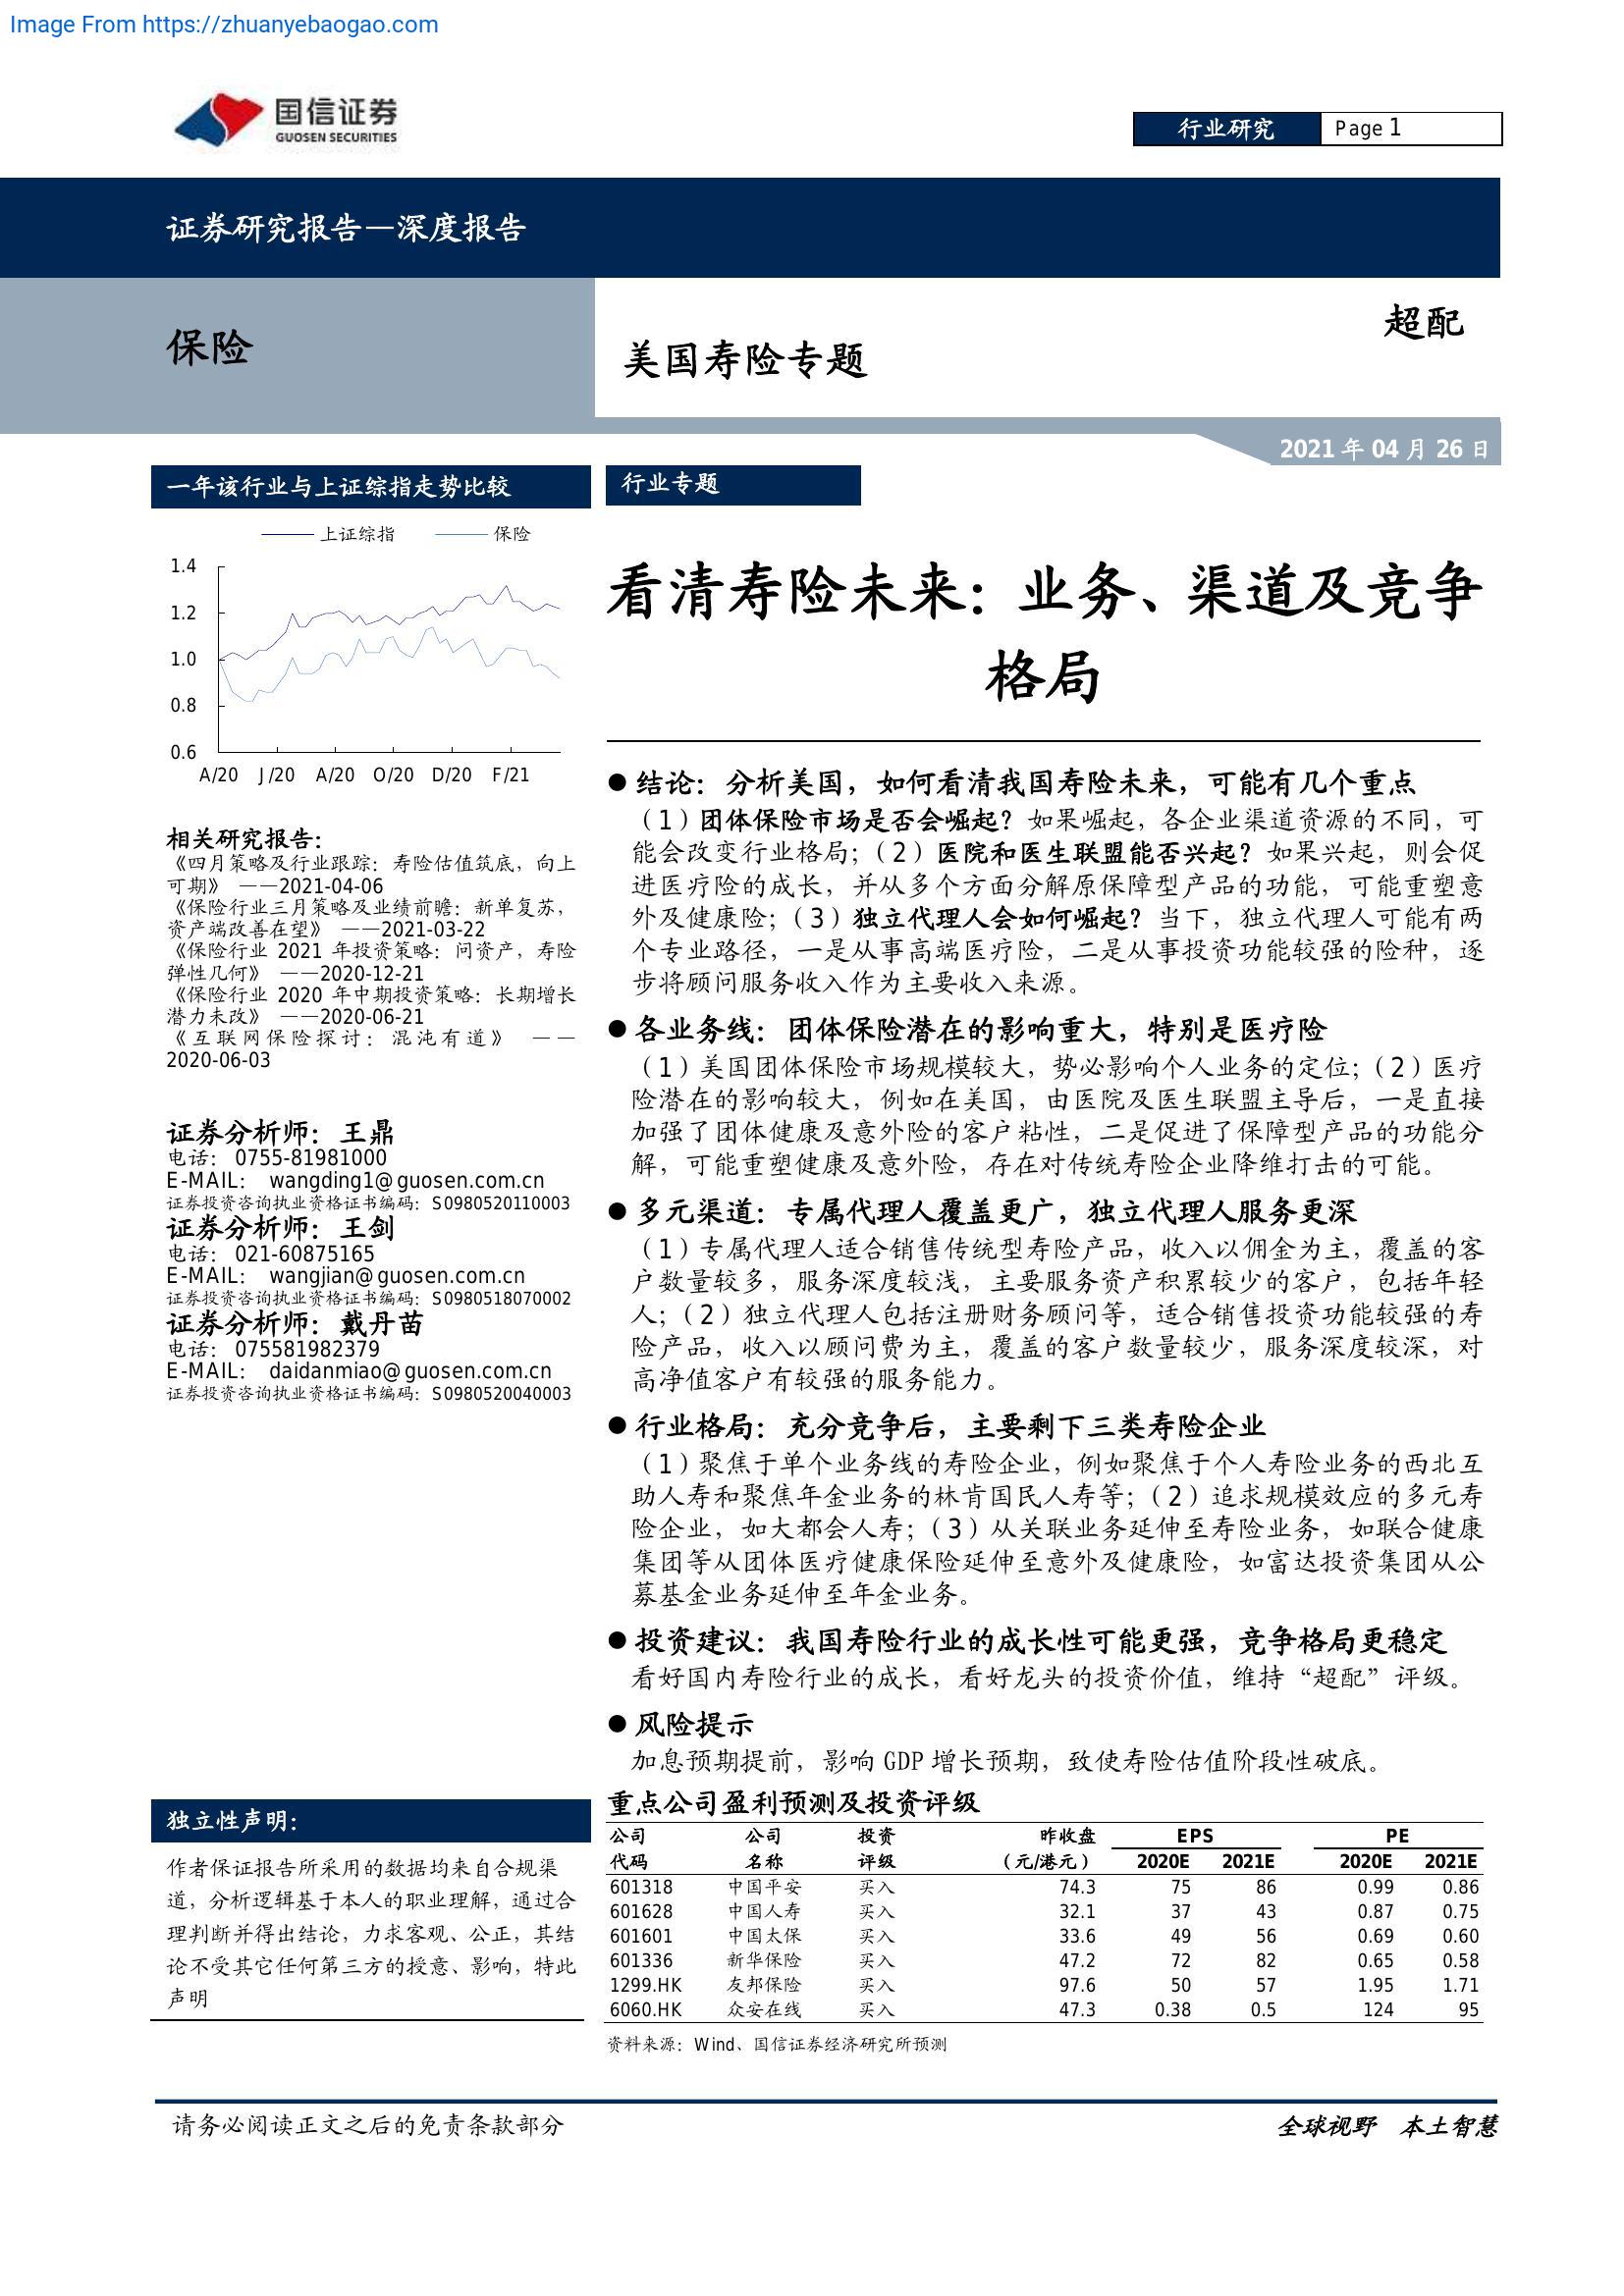 Image From https://zhuanyebaogao.com
国信证券
GUOSEN SECURITIES
行业研究
Page 1
证券研究报告—深度报告
保险
美国寿险专题
超配
2021 年 04 月 26 日
一年该行业与上证综指走势比较
上证综指 保险
1.4
1.2
1.0
0.8
0.6
A/20 J/20 A/20 O/20 D/20 F/21
相关研究报告：
《四月策略及行业跟踪：寿险估值筑底，向上
可期》 ——2021-04-06
《保险行业三月策略及业绩前瞻：新单复苏，
资产端改善在望》 ——2021-03-22
《保险行业 2021 年投资策略：问资产，寿险
弹性几何》 ——2020-12-21
《保险行业 2020 年中期投资策略：长期增长
潜力未改》 ——2020-06-21
《互联网保险探讨：混沌有道》 ——
2020-06-03
证券分析师：王鼎
电话： 0755-81981000
E-MAIL： wangding1@guosen.com.cn
证券投资咨询执业资格证书编码：S0980520110003
证券分析师：王剑
电话： 021-60875165
E-MAIL： wangjian@guosen.com.cn
证券投资咨询执业资格证书编码：S0980518070002
证券分析师：戴丹苗
电话： 075581982379
E-MAIL： daidanmiao@guosen.com.cn
证券投资咨询执业资格证书编码：S0980520040003
独立性声明：
作者保证报告所采用的数据均来自合规渠
道，分析逻辑基于本人的职业理解，通过合
理判断并得出结论，力求客观、公正，其结
论不受其它任何第三方的授意、影响，特此
声明
行业专题
看清寿险未来：业务、渠道及竞争
格局
● 结论：分析美国，如何看清我国寿险未来，可能有几个重点
（1）团体保险市场是否会崛起？如果崛起，各企业渠道资源的不同，可
能会改变行业格局；（2）医院和医生联盟能否兴起？如果兴起，则会促
进医疗险的成长，并从多个方面分解原保障型产品的功能，可能重塑意
外及健康险；（3）独立代理人会如何崛起？当下，独立代理人可能有两
个专业路径，一是从事高端医疗险，二是从事投资功能较强的险种，逐
步将顾问服务收入作为主要收入来源。
● 各业务线：团体保险潜在的影响重大，特别是医疗险
（1）美国团体保险市场规模较大，势必影响个人业务的定位；（2）医疗
险潜在的影响较大，例如在美国，由医院及医生联盟主导后，一是直接
加强了团体健康及意外险的客户粘性，二是促进了保障型产品的功能分
解，可能重塑健康及意外险，存在对传统寿险企业降维打击的可能。
● 多元渠道：专属代理人覆盖更广，独立代理人服务更深
（1）专属代理人适合销售传统型寿险产品，收入以佣金为主，覆盖的客
户数量较多，服务深度较浅，主要服务资产积累较少的客户，包括年轻
人；（2）独立代理人包括注册财务顾问等，适合销售投资功能较强的寿
险产品，收入以顾问费为主，覆盖的客户数量较少，服务深度较深，对
高净值客户有较强的服务能力。
● 行业格局：充分竞争后，主要剩下三类寿险企业
（1）聚焦于单个业务线的寿险企业，例如聚焦于个人寿险业务的西北互
助人寿和聚焦年金业务的林肯国民人寿等；（2）追求规模效应的多元寿
险企业，如大都会人寿；（3）从关联业务延伸至寿险业务，如联合健康
集团等从团体医疗健康保险延伸至意外及健康险，如富达投资集团从公
募基金业务延伸至年金业务。
● 投资建议：我国寿险行业的成长性可能更强，竞争格局更稳定
看好国内寿险行业的成长，看好龙头的投资价值，维持“超配”评级。
● 风险提示
加息预期提前，影响 GDP 增长预期，致使寿险估值阶段性破底。
重点公司盈利预测及投资评级
公司 公司 投资 昨收盘 EPS PE
代码 名称 评级 （元/港元） 2020E 2021E 2020E 2021E
601318 中国平安 买入 74.3 75 86 0.99 0.86
601628 中国人寿 买入 32.1 37 43 0.87 0.75
601601 中国太保 买入 33.6 49 56 0.69 0.60
601336 新华保险 买入 47.2 72 82 0.65 0.58
1299.HK 友邦保险 买入 97.6 50 57 1.95 1.71
6060.HK 众安在线 买入 47.3 0.38 0.5 124 95
资料来源：Wind、国信证券经济研究所预测
请务必阅读正文之后的免责条款部分
全球视野 本土智慧